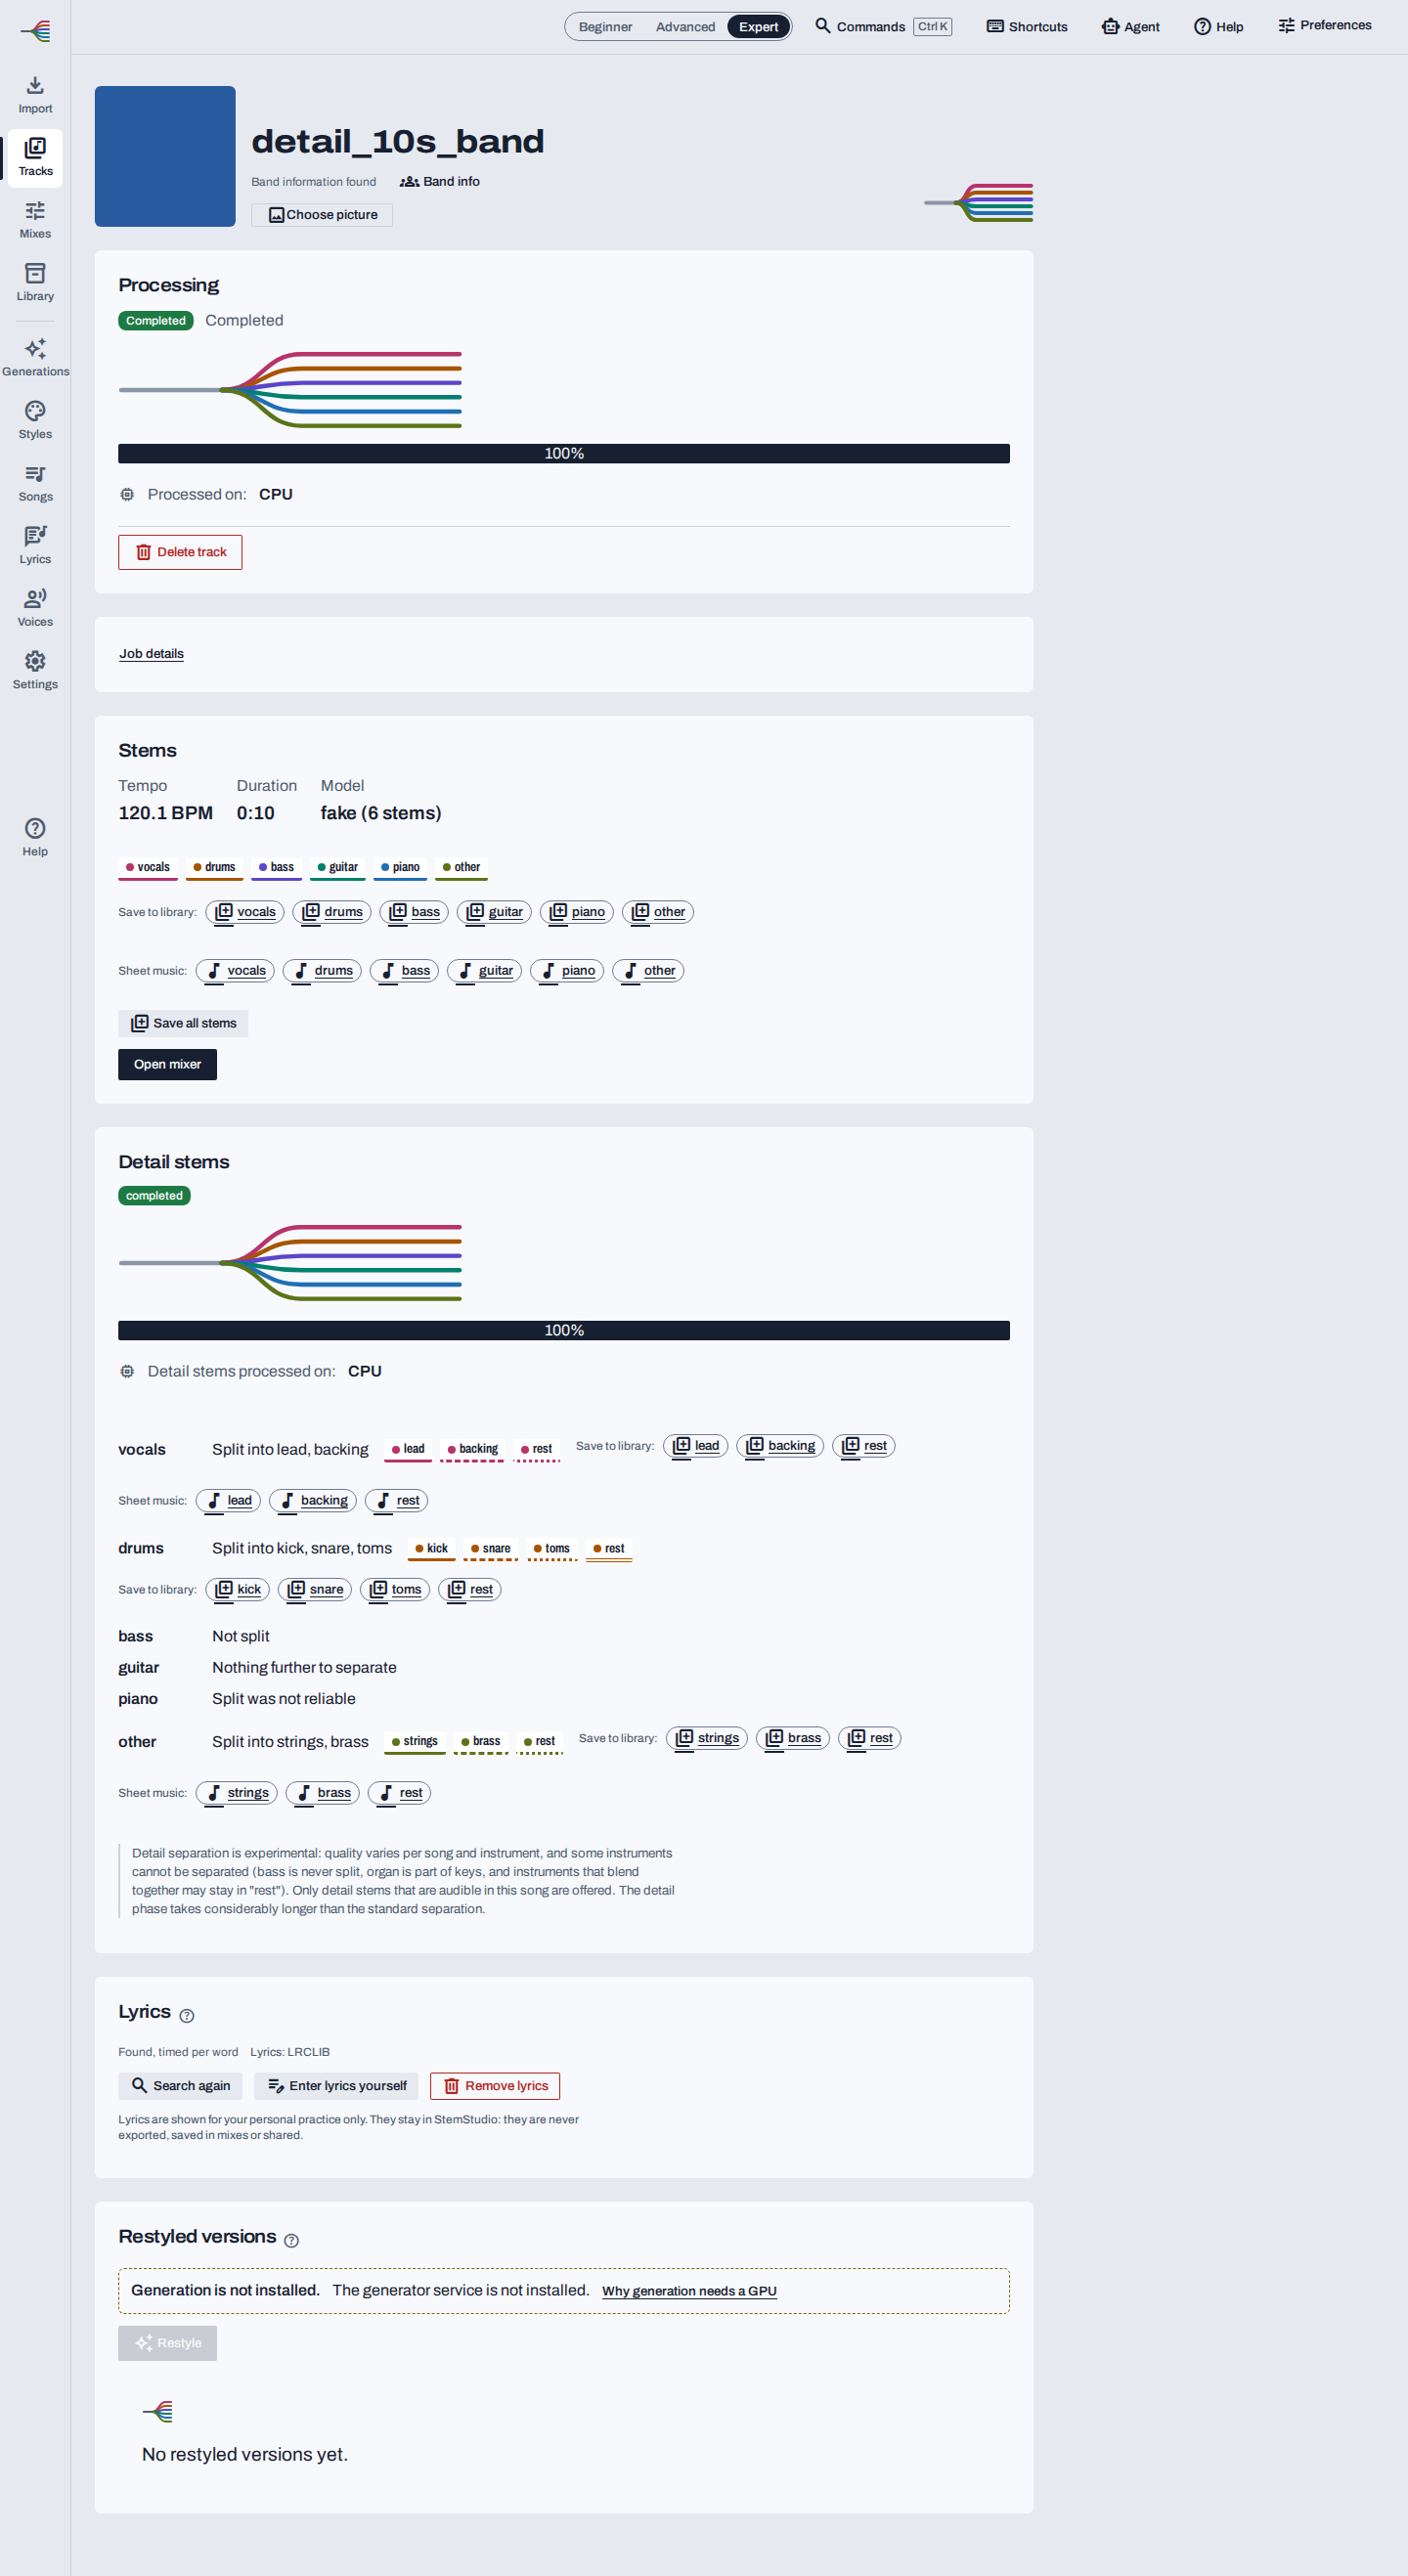 Beginner Advanced Expert Commands Ctrl K Shortcuts Agent Help Preferences
Import
Tracks
Mixes
Library
Generations
Styles
Songs
Lyrics
Voices
Settings
Help
detail_10s_band
Band information found Band info
Choose picture
Processing
Completed Completed
100%
Processed on: CPU
Delete track
Job details
Stems
Tempo Duration Model
120.1 BPM 0:10 fake (6 stems)
vocals drums bass guitar piano other
Save to library: vocals drums bass guitar piano other
Sheet music: vocals drums bass guitar piano other
Save all stems
Open mixer
Detail stems
completed
100%
Detail stems processed on: CPU
vocals Split into lead, backing lead backing rest Save to library: lead backing rest
Sheet music: lead backing rest
drums Split into kick, snare, toms kick snare toms rest
Save to library: kick snare toms rest
bass Not split
guitar Nothing further to separate
piano Split was not reliable
other Split into strings, brass strings brass rest Save to library: strings brass rest
Sheet music: strings brass rest
Detail separation is experimental: quality varies per song and instrument, and some instruments
cannot be separated (bass is never split, organ is part of keys, and instruments that blend
together may stay in "rest"). Only detail stems that are audible in this song are offered. The detail
phase takes considerably longer than the standard separation.
Lyrics
Found, timed per word Lyrics: LRCLIB
Search again Enter lyrics yourself Remove lyrics
Lyrics are shown for your personal practice only. They stay in StemStudio: they are never
exported, saved in mixes or shared.
Restyled versions
Generation is not installed. The generator service is not installed. Why generation needs a GPU
Restyle
No restyled versions yet.